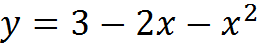 y = 3 − 2x − x²